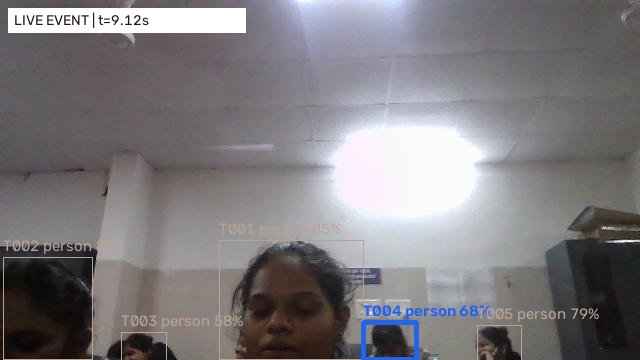 LIVE EVENT | t=9.12s
T001 person 85%
T002 person
T004 person 68%
T005 person 79%
T003 person 58%